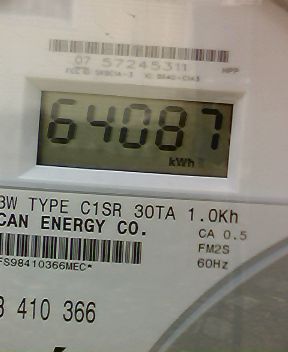 07 57245311
HPP
64087
kWh
3W TYPE C1SR 30TA 1.0Kh
CAN ENERGY CO.
CA 0.5
FM2S
60Hz
FS98410366MEC*
410 366